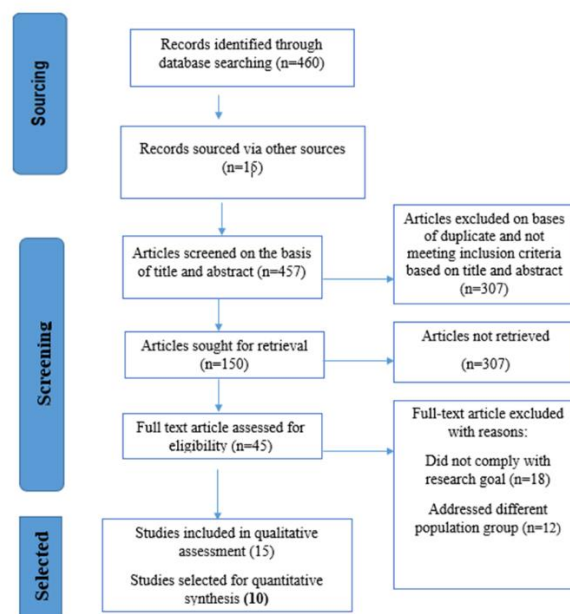 Sourcing
Records identified through
database searching (n=460)
Records sourced via other sources
Screening
Articles screened on the basis
of title and abstract (n=457)
Articles excluded on bases
of duplicate and not
meeting inclusion criteria
based on title and abstract
(n=307)
Articles sought for retrieval
(n=150)
Articles not retrieved
(n=307)
Full text article assessed for
eligibility (n=45)
Full-text article excluded
with reasons:
Did not comply with
research goal (n=18)
Addressed different
population group (n=12)
Selected
Studies included in qualitative
assessment (15)
Studies selected for quantitative
synthesis (10)